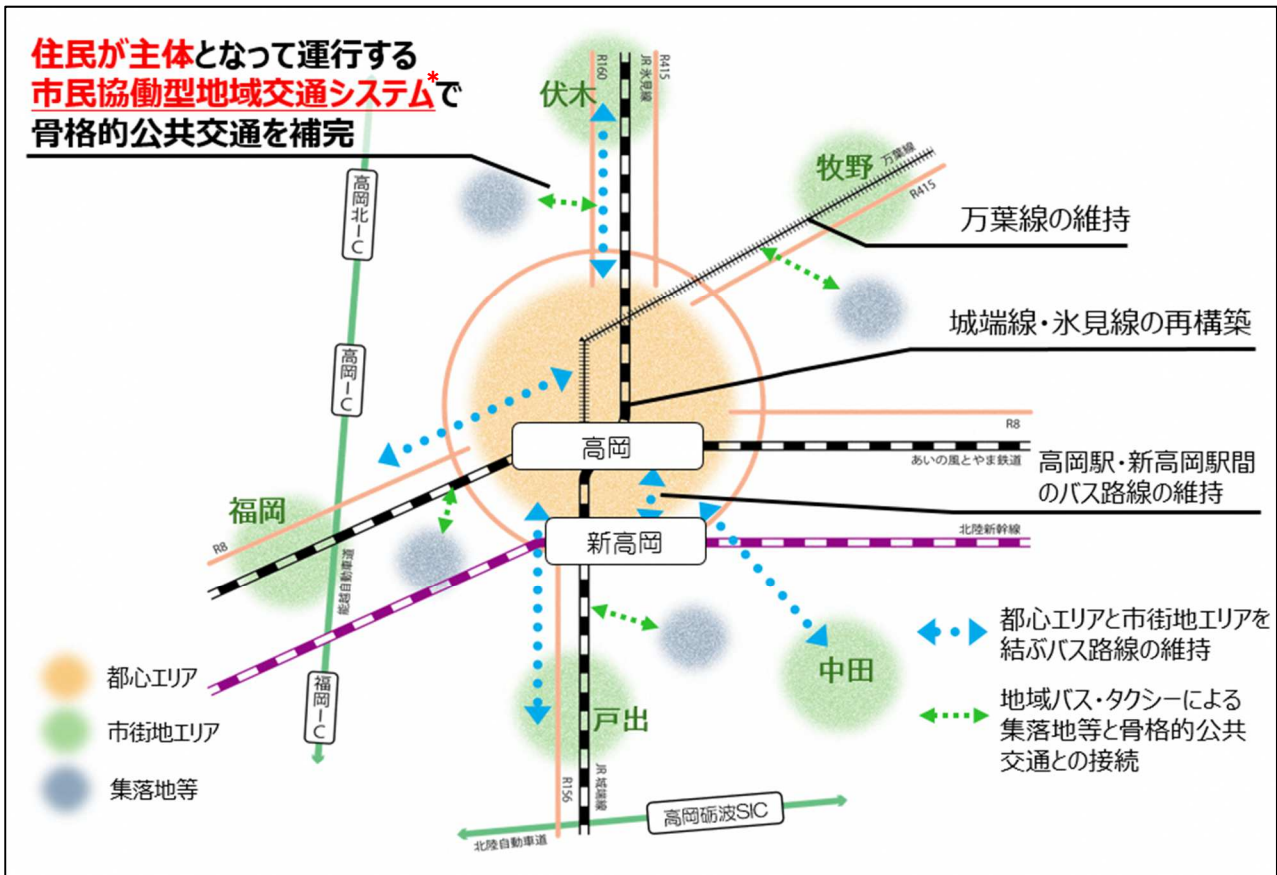 住民が主体となって運行する
市民協働型地域交通システム*で
骨格的公共交通を補完
R160
JR 氷見線
R415
伏木
牧野
万葉線
R415
万葉線の維持
高岡北IC
城端線・氷見線の再構築
高岡IC
高岡
R8
あいの風とやま鉄道
高岡駅・新高岡駅間
のバス路線の維持
福岡
R8
新高岡
北陸新幹線
能越自動車道
都心エリアと市街地エリアを
結ぶバス路線の維持
中田
都心エリア
福岡IC
戸出
地域バス・タクシーによる
集落地等と骨格的公共
交通との接続
市街地エリア
集落地等
R156
JR 城端線
高岡砺波SIC
北陸自動車道